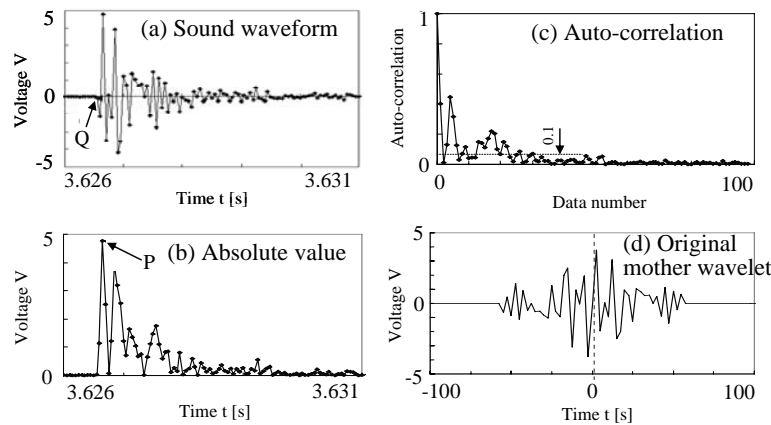 (a) Sound waveform
Voltage V
5
0
-5
Q
3.626
3.631
Time t [s]
(b) Absolute value
Voltage V
5
0
P
3.626
3.631
Time t [s]
(c) Auto-correlation
Auto-correlation
1
0
0.1
0
100
Data number
(d) Original
mother wavelet
Voltage V
5
0
-5
-100
0
100
Time t [s]